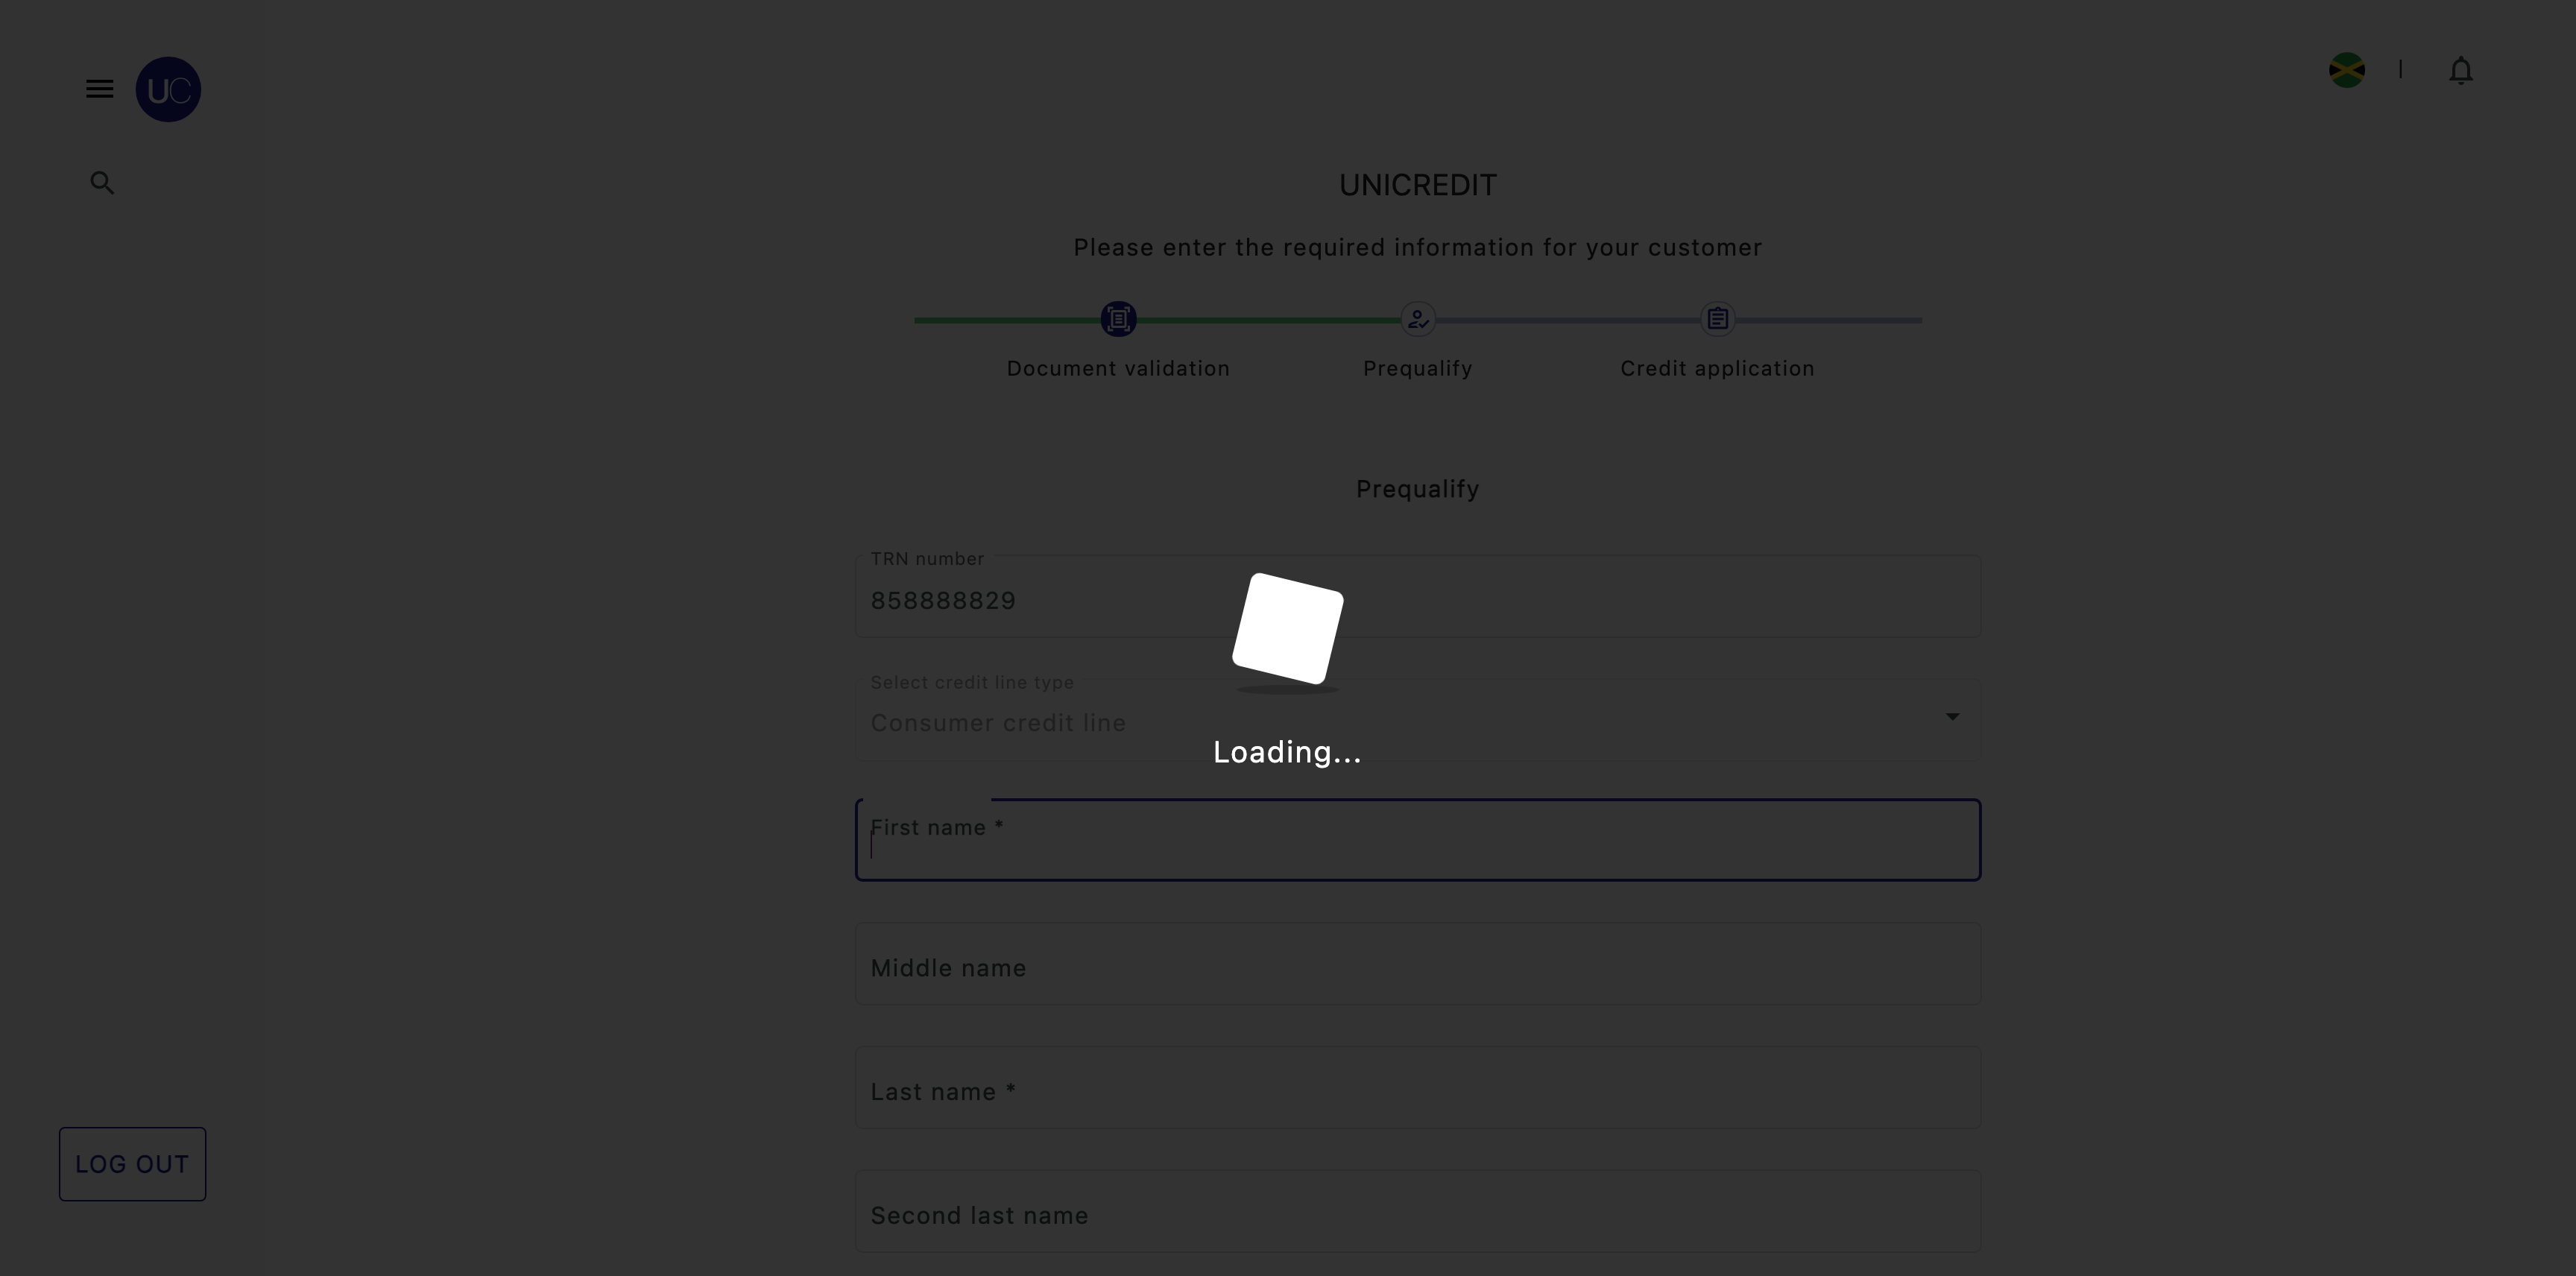 UC
UNICREDIT
Please enter the required information for your customer
Document validation
Prequalify
Credit application
Prequalify
TRN number
858888829
Select credit line type
Consumer credit line
Loading...
First name *
Middle name
Last name *
Second last name
LOG OUT